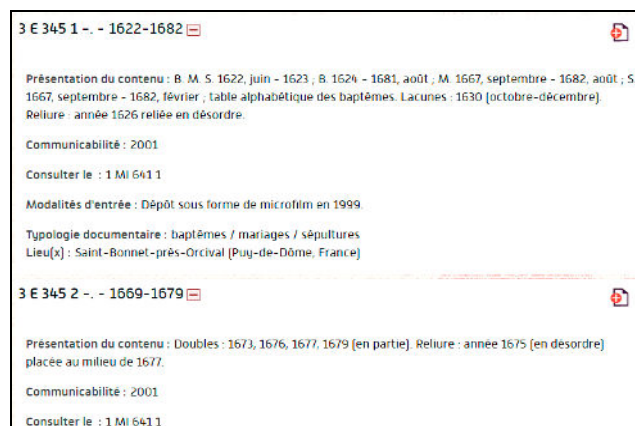 3 E 345 1 -. - 1622-1682
Présentation du contenu : B. M. S. 1622, juin - 1623 ; B. 1624 - 1681, août ; M. 1667, septembre - 1682, août ; S.
1667, septembre - 1682, février ; table alphabétique des baptêmes. Lacunes : 1630 (octobre-décembre).
Reliure : année 1626 reliée en désordre.
Communicabilité : 2001
Consulter le : 1 MI 641 1
Modalités d'entrée : Dépôt sous forme de microfilm en 1999.
Typologie documentaire : baptêmes / mariages / sépultures
Lieu(x) : Saint-Bonnet-près-Orcival (Puy-de-Dôme, France)
3 E 345 2 -. - 1669-1679
Présentation du contenu : Doubles : 1673, 1676, 1677, 1679 (en partie). Reliure : année 1675 (en désordre)
placée au milieu de 1677.
Communicabilité : 2001
Consulter le : 1 MI 641 1